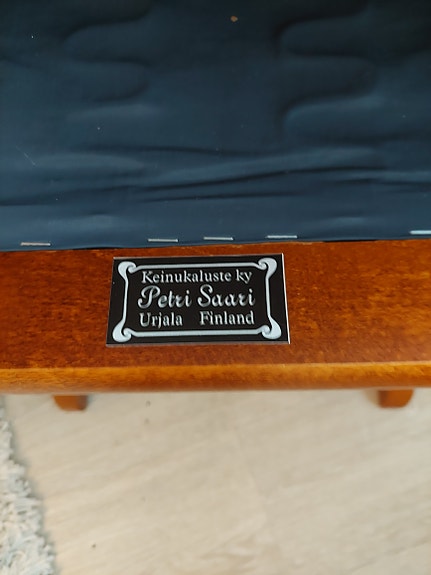 Keinukaluste ky
Petri Saari
Urjala Finland